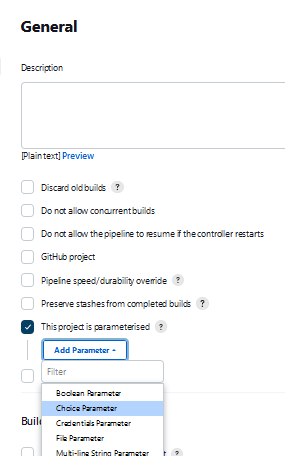 General
Description
[Plain text] Preview
Discard old builds ?
Do not allow concurrent builds
Do not allow the pipeline to resume if the controller restarts
GitHub project
Pipeline speed/durability override ?
Preserve stashes from completed builds ?
This project is parameterised ?
Add Parameter
Filter
Boolean Parameter
Choice Parameter
Buil
Credentials Parameter
File Parameter
Multi-line String Parameter
?